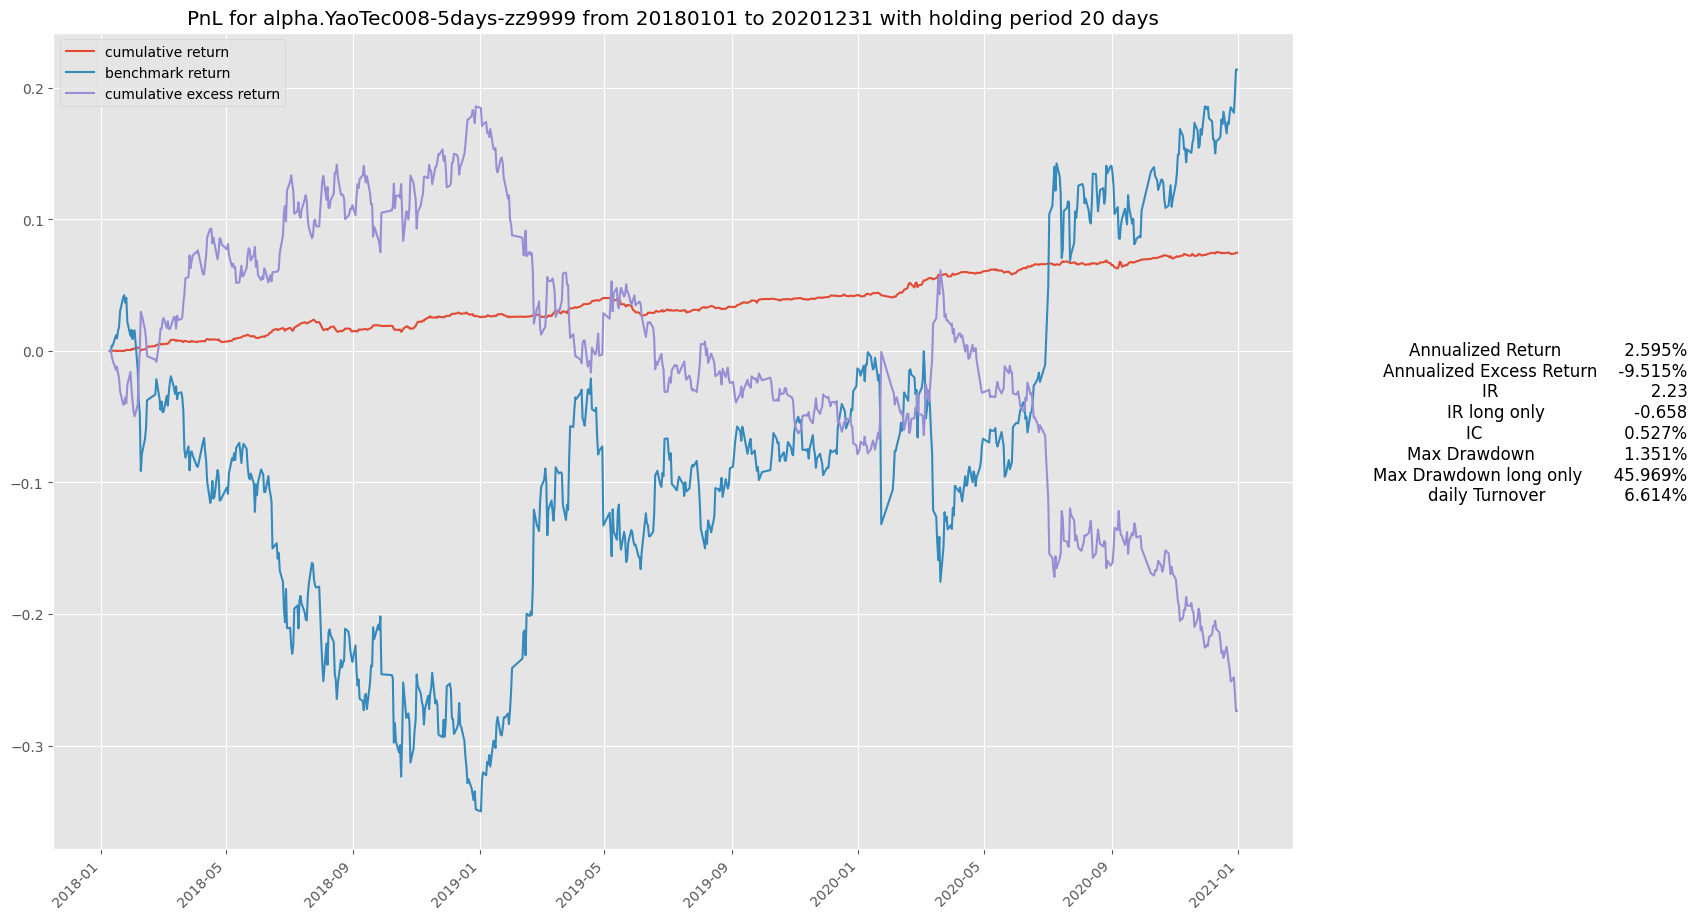 PnL for alpha.YaoTec008-5days-zz9999 from 20180101 to 20201231 with holding period 20 days
cumulative return
benchmark return
cumulative excess return
0.2
0.1
0.0
−0.1
−0.2
−0.3
2018-01
2018-05
2018-09
2019-01
2019-05
2019-09
2020-01
2020-05
2020-09
2021-01
Annualized Return 2.595%
Annualized Excess Return -9.515%
IR 2.23
IR long only -0.658
IC 0.527%
Max Drawdown 1.351%
Max Drawdown long only 45.969%
daily Turnover 6.614%